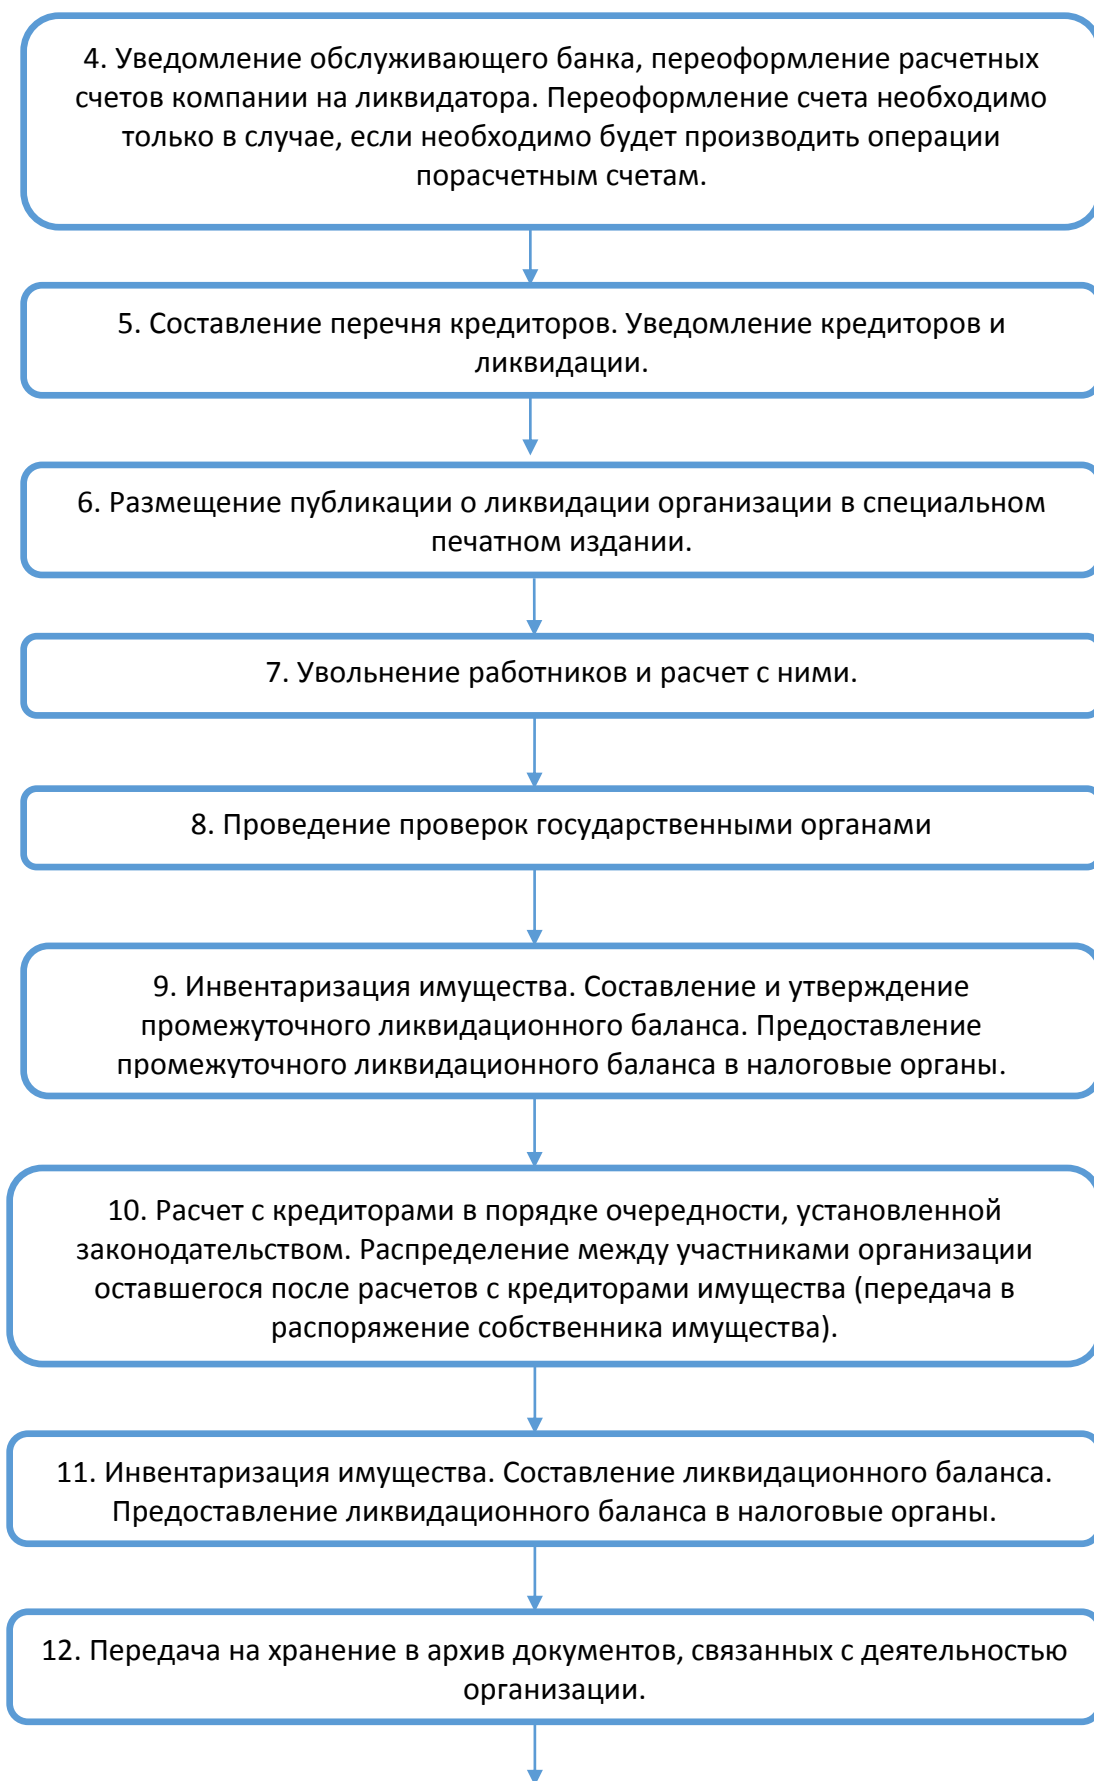 4. Уведомление обслуживающего банка, переоформление расчетных
счетов компании на ликвидатора. Переоформление счета необходимо
только в случае, если необходимо будет производить операции
порасчетным счетам.
5. Составление перечня кредиторов. Уведомление кредиторов и
ликвидации.
6. Размещение публикации о ликвидации организации в специальном
печатном издании.
7. Увольнение работников и расчет с ними.
8. Проведение проверок государственными органами
9. Инвентаризация имущества. Составление и утверждение
промежуточного ликвидационного баланса. Предоставление
промежуточного ликвидационного баланса в налоговые органы.
10. Расчет с кредиторами в порядке очередности, установленной
законодательством. Распределение между участниками организации
оставшегося после расчетов с кредиторами имущества (передача в
распоряжение собственника имущества).
11. Инвентаризация имущества. Составление ликвидационного баланса.
Предоставление ликвидационного баланса в налоговые органы.
12. Передача на хранение в архив документов, связанных с деятельностью
организации.